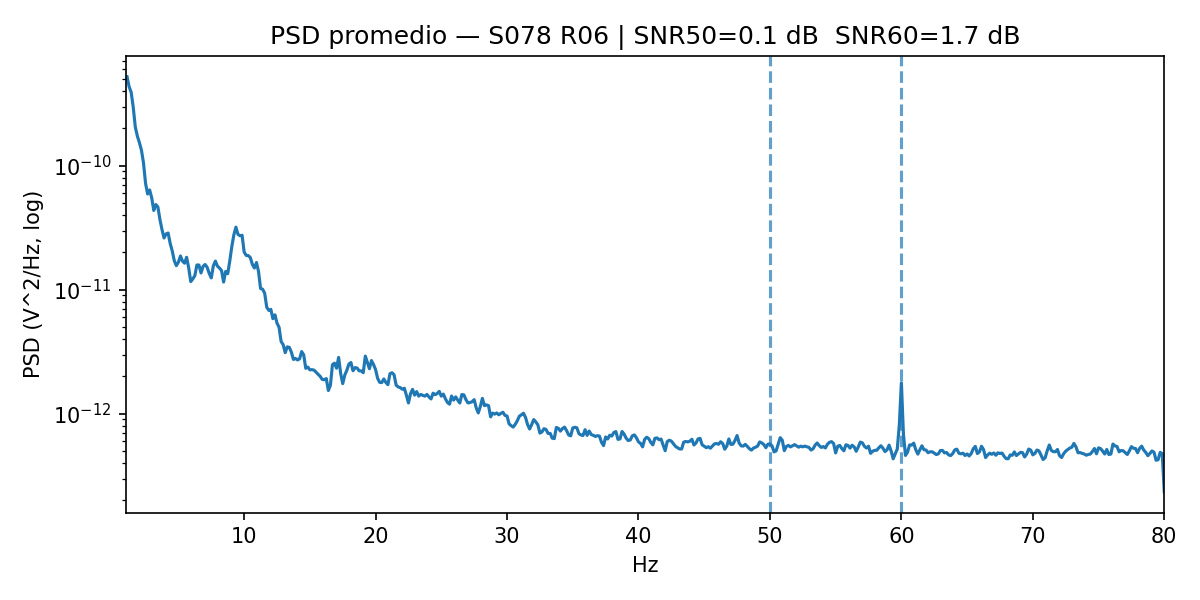 PSD promedio — S078 R06 | SNR50=0.1 dB  SNR60=1.7 dB
PSD (V^2/Hz, log)
10^−10
10^−11
10^−12
10 20 30 40 50 60 70 80
Hz